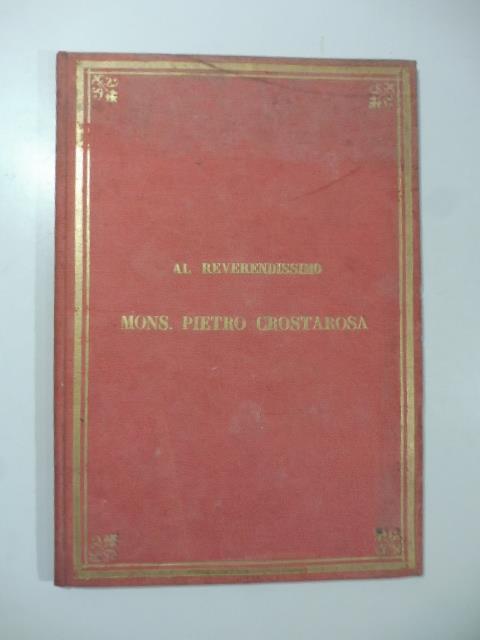 AL REVERENDISSIMO
MONS. PIETRO CROSTAROSA